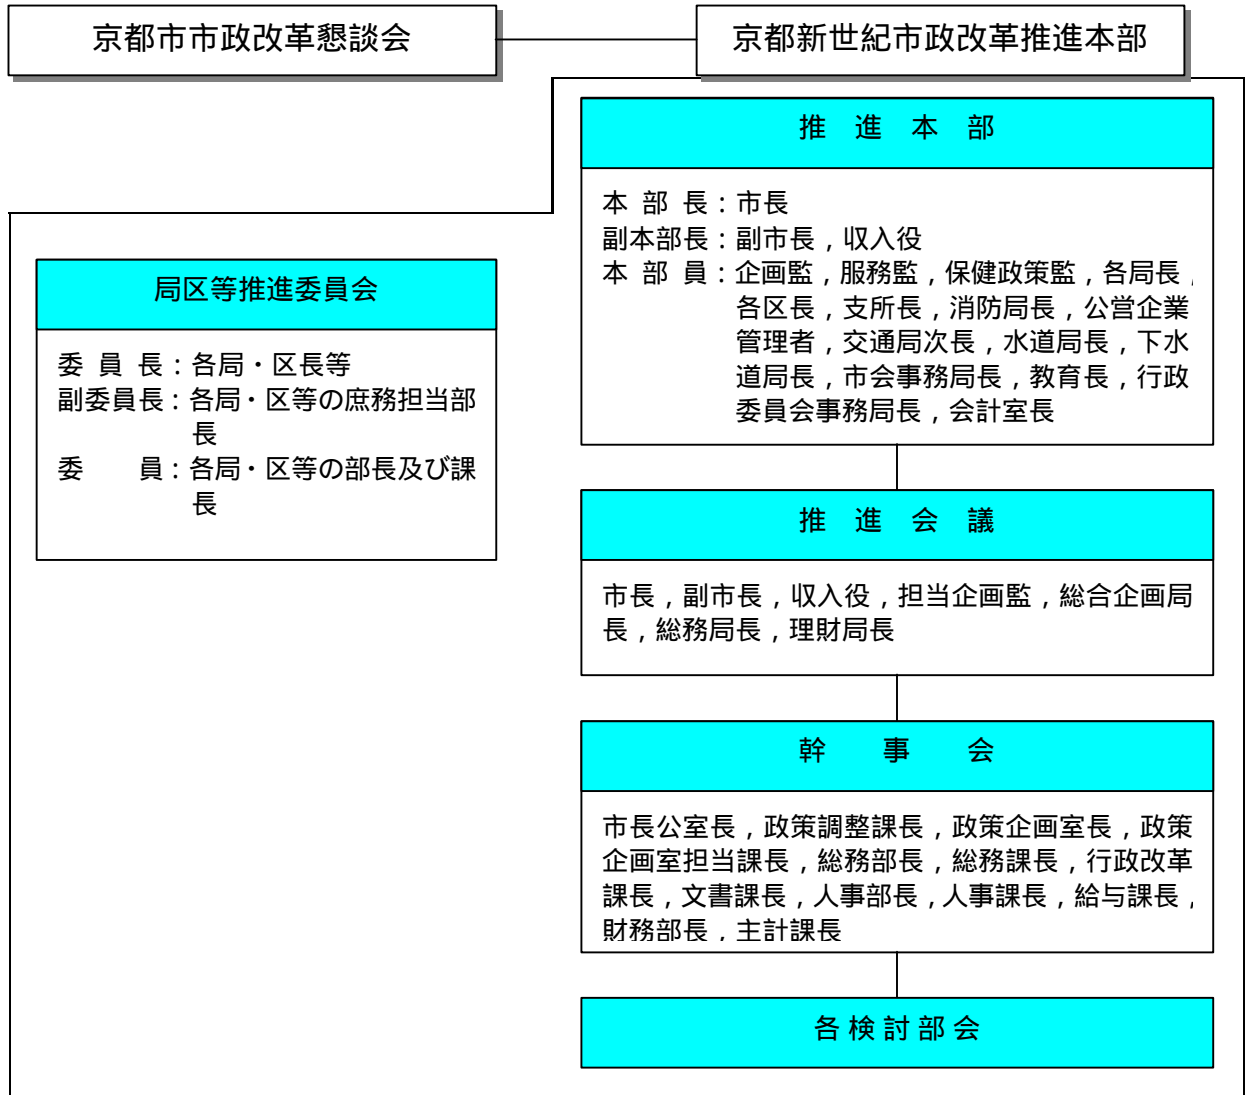 京都市市政改革懇談会
京都新世紀市政改革推進本部
推 進 本 部
本 部 長：市長
副本部長：副市長，収入役
本 部 員：企画監，服務監，保健政策監，各局長，
各区長，支所長，消防局長，公営企業
管理者，交通局次長，水道局長，下水
道局長，市会事務局長，教育長，行政
委員会事務局長，会計室長
局区等推進委員会
委 員 長：各局・区長等
副委員長：各局・区等の庶務担当部
長
委 員：各局・区等の部長及び課
長
推 進 会 議
市長，副市長，収入役，担当企画監，総合企画局
長，総務局長，理財局長
幹 事 会
市長公室長，政策調整課長，政策企画室長，政策
企画室担当課長，総務部長，総務課長，行政改革
課長，文書課長，人事部長，人事課長，給与課長，
財務部長，主計課長
各検討部会